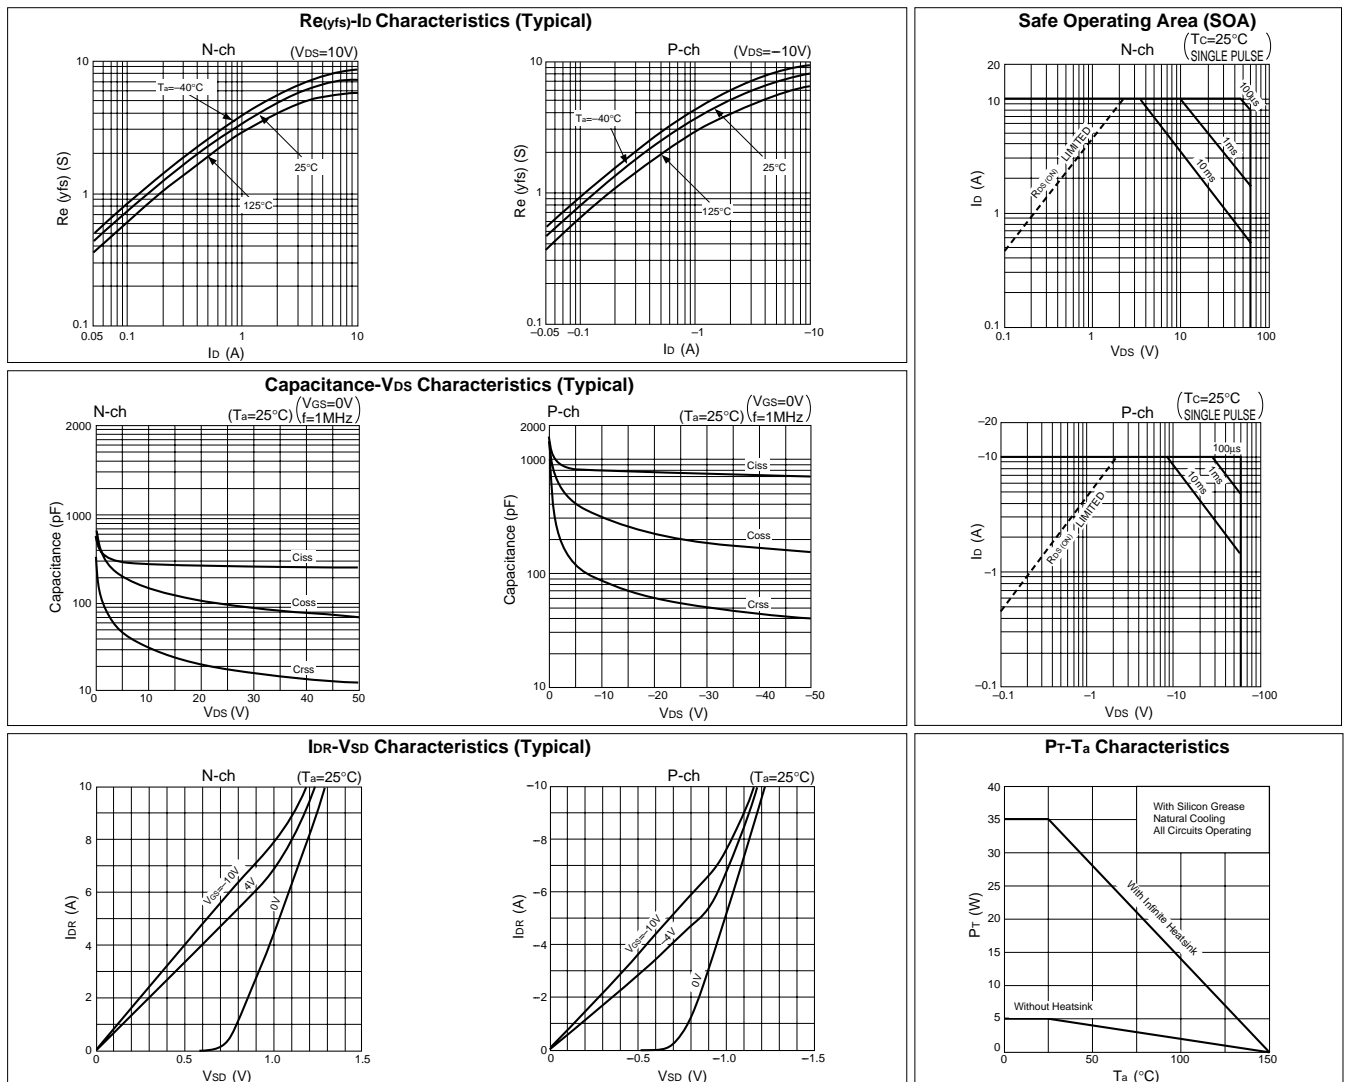 Re(yfs)-ID Characteristics (Typical)
N-ch
(VDS=10V)
10
1
0.1
Re (yfs) (S)
Ta=–40°C
25°C
125°C
0.05
0.1
1
10
ID (A)
P-ch
(VDS=–10V)
10
1
0.1
Re (yfs) (S)
Ta=–40°C
25°C
125°C
–0.05
–0.1
–1
–10
ID (A)
Capacitance-VDS Characteristics (Typical)
N-ch
(Ta=25°C)
(VGS=0V
f=1MHz)
2000
1000
100
10
Capacitance (pF)
Ciss
Coss
Crss
0
10
20
30
40
50
VDS (V)
P-ch
(Ta=25°C)
(VGS=0V
f=1MHz)
2000
1000
100
10
Capacitance (pF)
Ciss
Coss
Crss
0
–10
–20
–30
–40
–50
VDS (V)
IDR-VSD Characteristics (Typical)
N-ch
(Ta=25°C)
10
8
6
4
2
0
IDR (A)
VGS=–10V
4V
0V
0
0.5
1.0
1.5
VSD (V)
P-ch
(Ta=25°C)
–10
–8
–6
–4
–2
0
IDR (A)
VGS=–10V
–4V
0V
0
–0.5
–1.0
–1.5
VSD (V)
Safe Operating Area (SOA)
N-ch
(TC=25°C
SINGLE PULSE)
20
10
1
0.1
ID (A)
RDS (ON) LIMITED
100µs
1ms
10ms
0.1
1
10
100
VDS (V)
P-ch
(TC=25°C
SINGLE PULSE)
–20
–10
–1
–0.1
ID (A)
RDS (ON) LIMITED
100µs
1ms
10ms
–0.1
–1
–10
–100
VDS (V)
PT-Ta Characteristics
40
35
30
25
20
15
10
5
0
PT (W)
With Silicon Grease
Natural Cooling
All Circuits Operating
With Infinite Heatsink
Without Heatsink
0
50
100
150
Ta (°C)